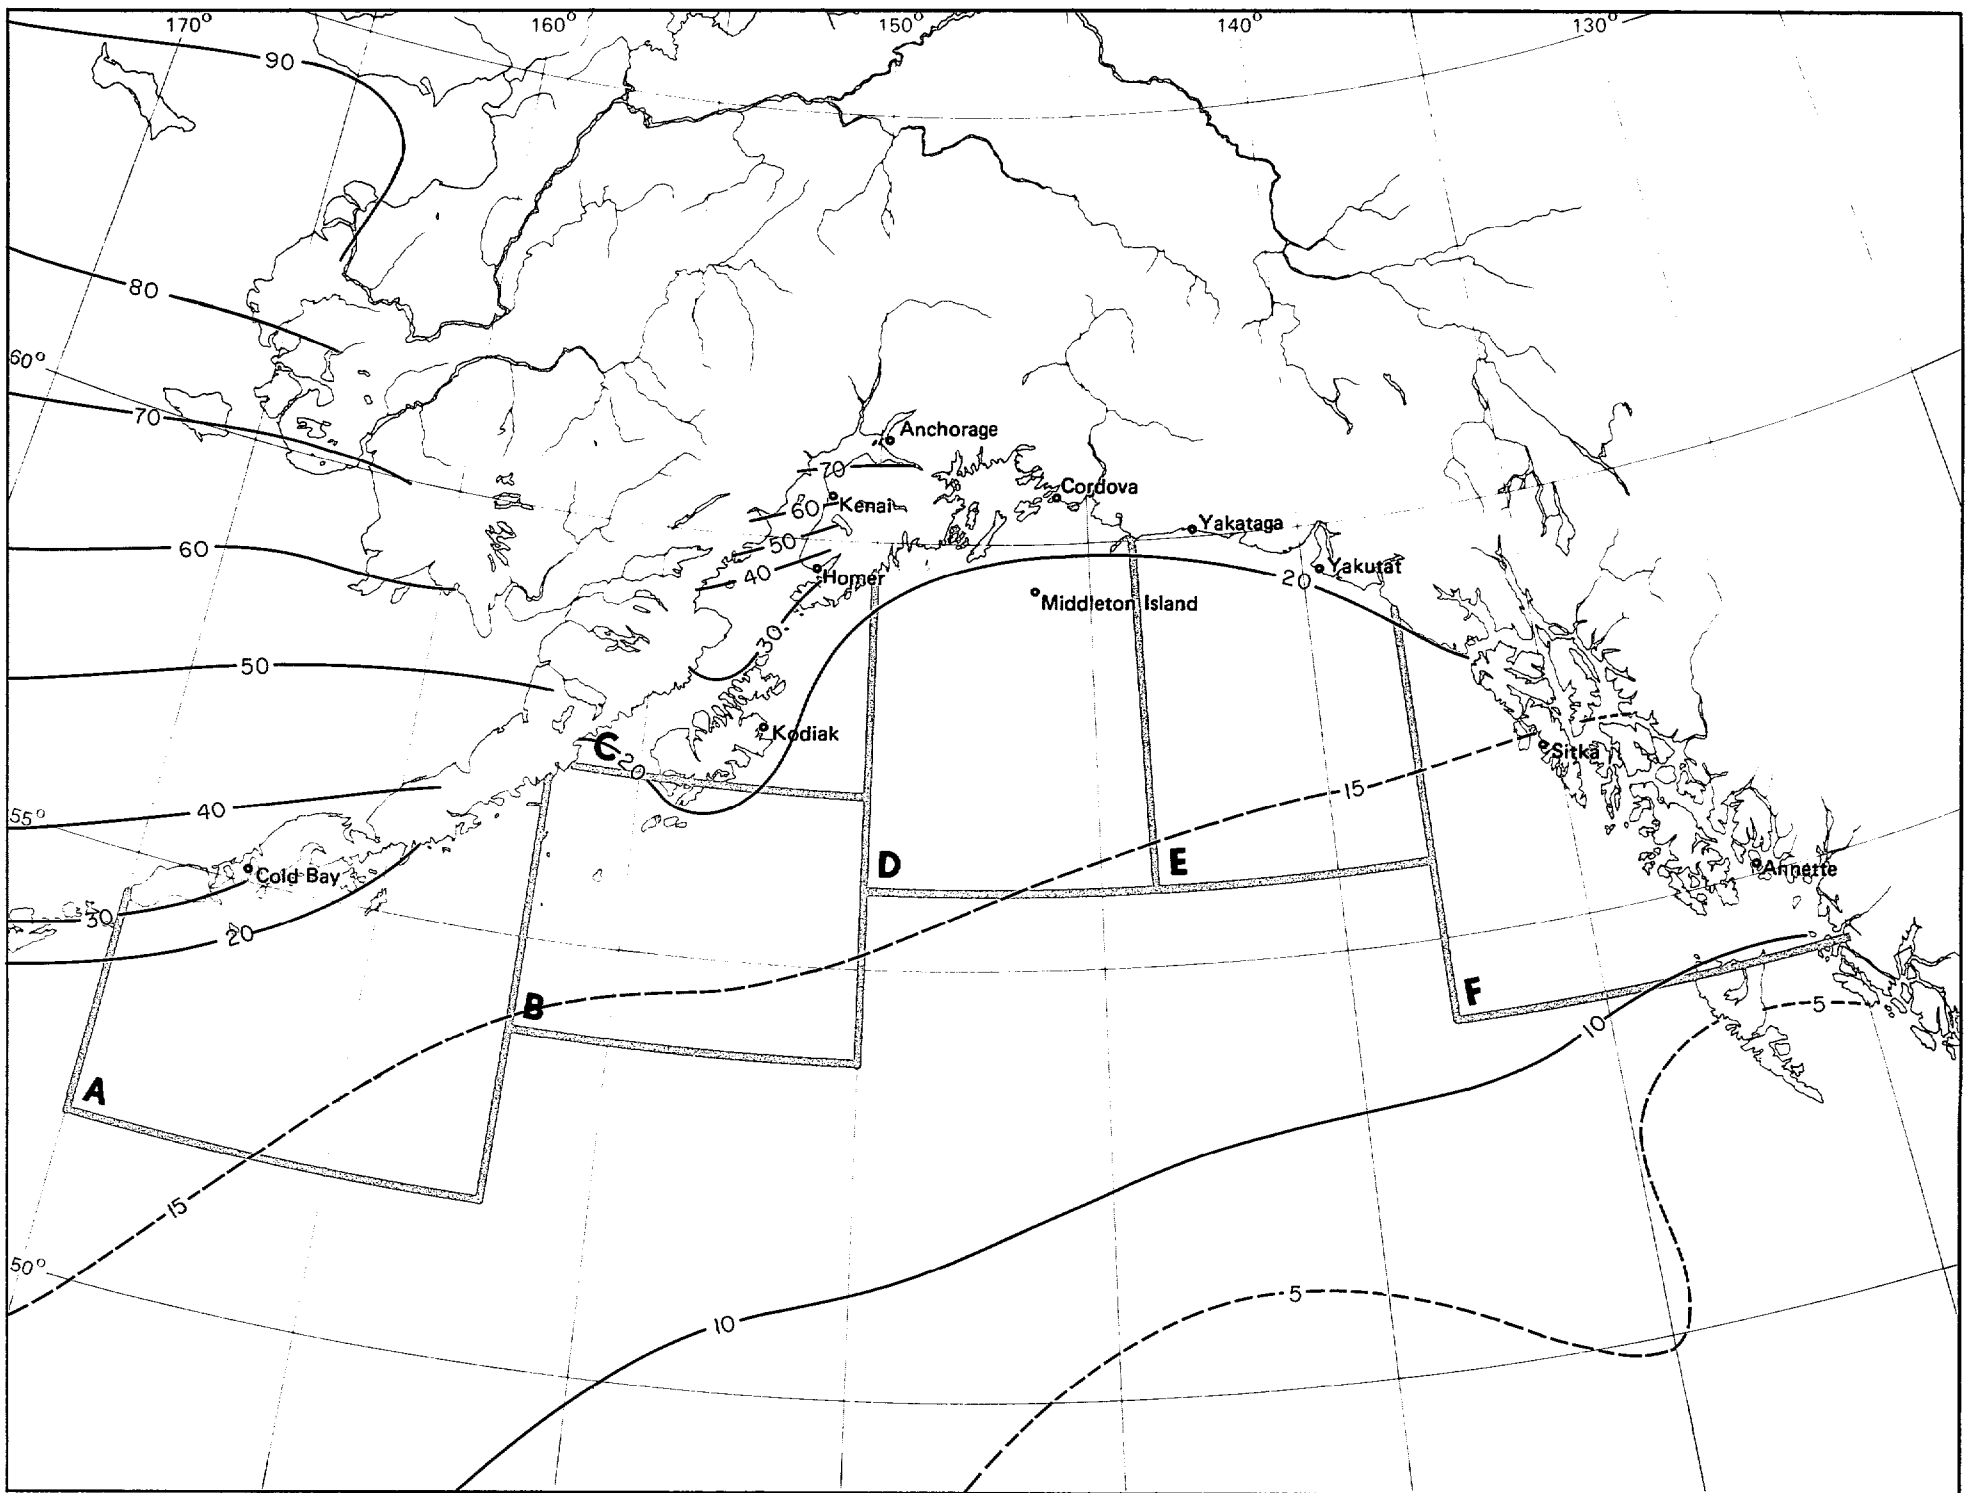 170° 160° 150° 140° 130°
90
80
60°
70
Anchorage
70
Cordova
60 Kenai
Yakataga
50
60
Yakutat
40 Homer
20
Middleton Island
30
50
Kodiak
C
20
Sitka
15
40
55°
D E
Annette
Cold Bay
30
20
F
B
5
10
A
15
50°
5
10